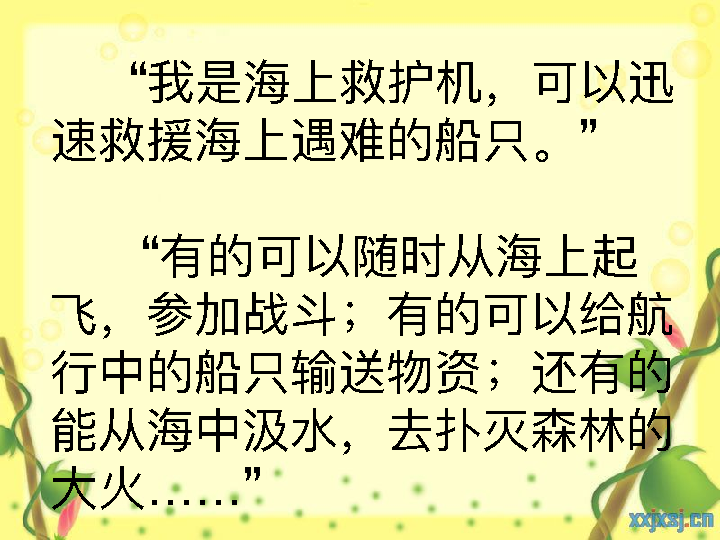 “我是海上救护机，可以迅
速救援海上遇难的船只。”
“有的可以随时从海上起
飞，参加战斗；有的可以给航
行中的船只输送物资；还有的
能从海中汲水，去扑灭森林的
大火……”
xxjxsj.cn